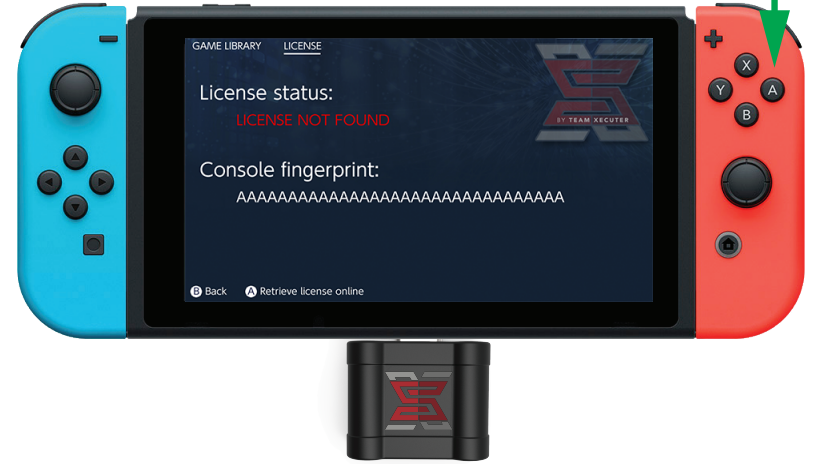 GAME LIBRARY LICENSE
License status:
LICENSE NOT FOUND
BY TEAM XECUTER
Console fingerprint:
AAAAAAAAAAAAAAAAAAAAAAAAAAAAAAAA
B Back A Retrieve license online
X
Y A
B